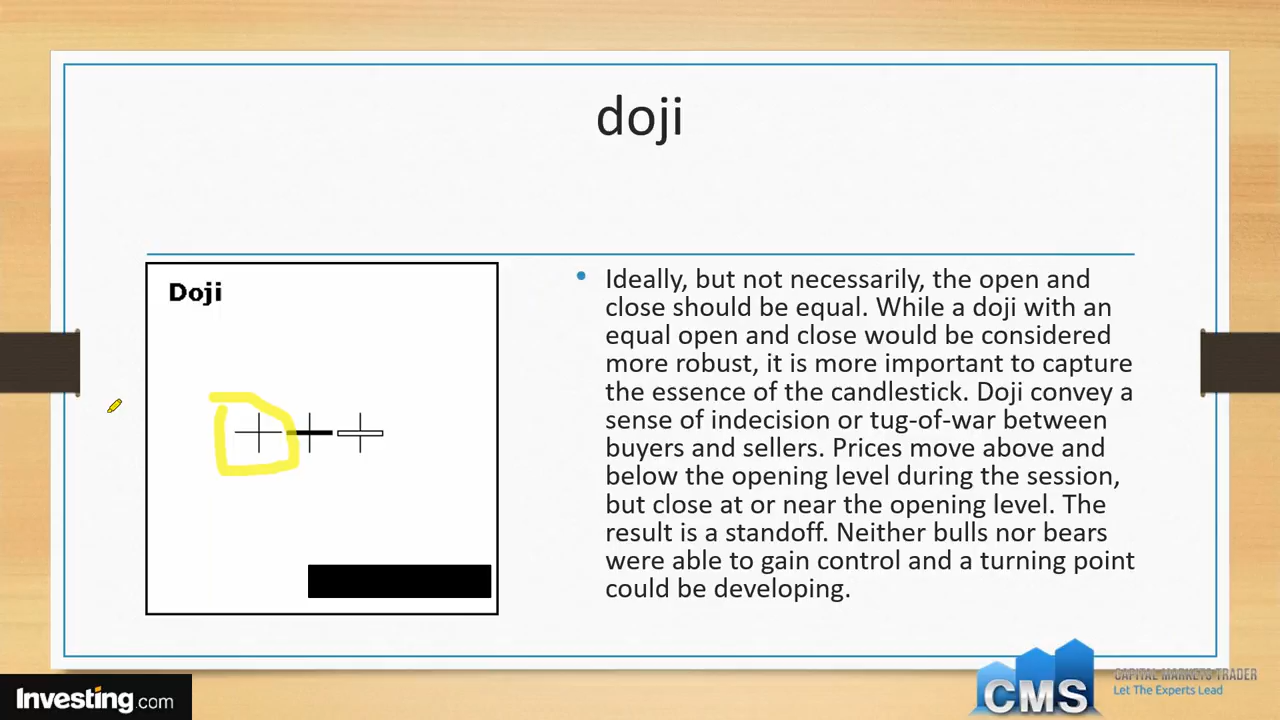 doji
Doji
Ideally, but not necessarily, the open and
close should be equal. While a doji with an
equal open and close would be considered
more robust, it is more important to capture
the essence of the candlestick. Doji convey a
sense of indecision or tug-of-war between
buyers and sellers. Prices move above and
below the opening level during the session,
but close at or near the opening level. The
result is a standoff. Neither bulls nor bears
were able to gain control and a turning point
could be developing.
Investing.com
CMS
CAPITAL MARKETS TRADER
Let The Experts Lead